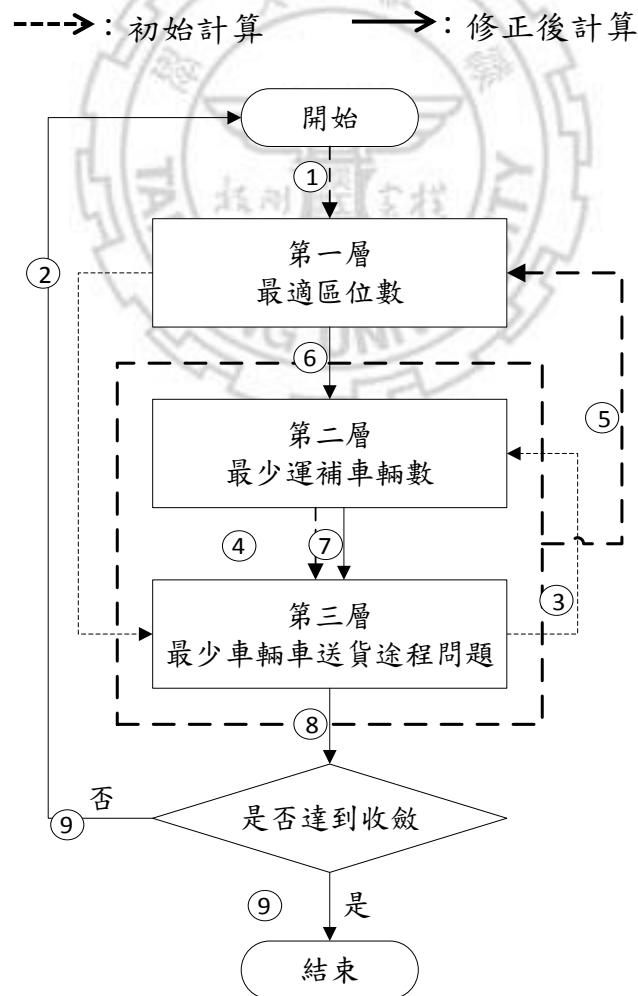 ：初始計算
：修正後計算
開始
①
第一層
最適區位數
②
⑥
⑤
第二層
最少運補車輛數
④
⑦
第三層
最少車輛車送貨途程問題
③
⑧
是否達到收斂
否
⑨
⑨
是
結束